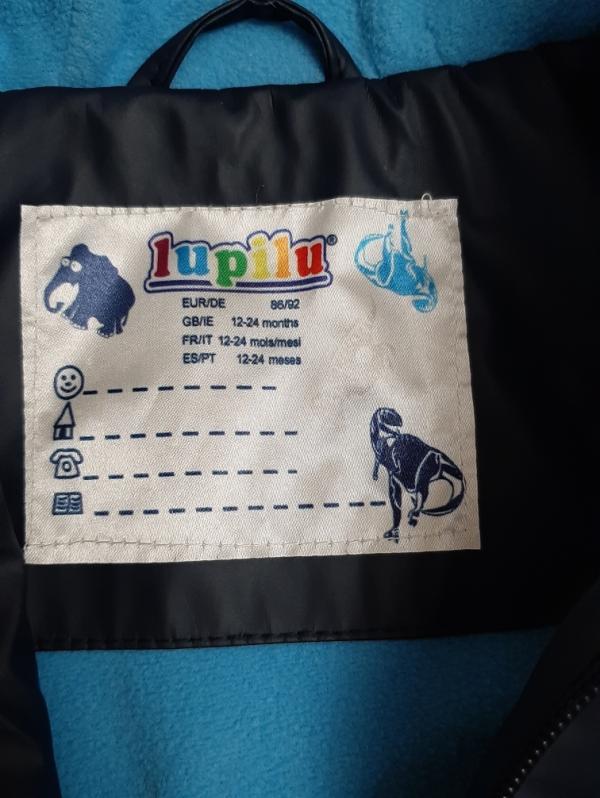 lupilu®
EUR/DE 86/92
GB/IE 12-24 months
FR/IT 12-24 mois/mesi
ES/PT 12-24 meses